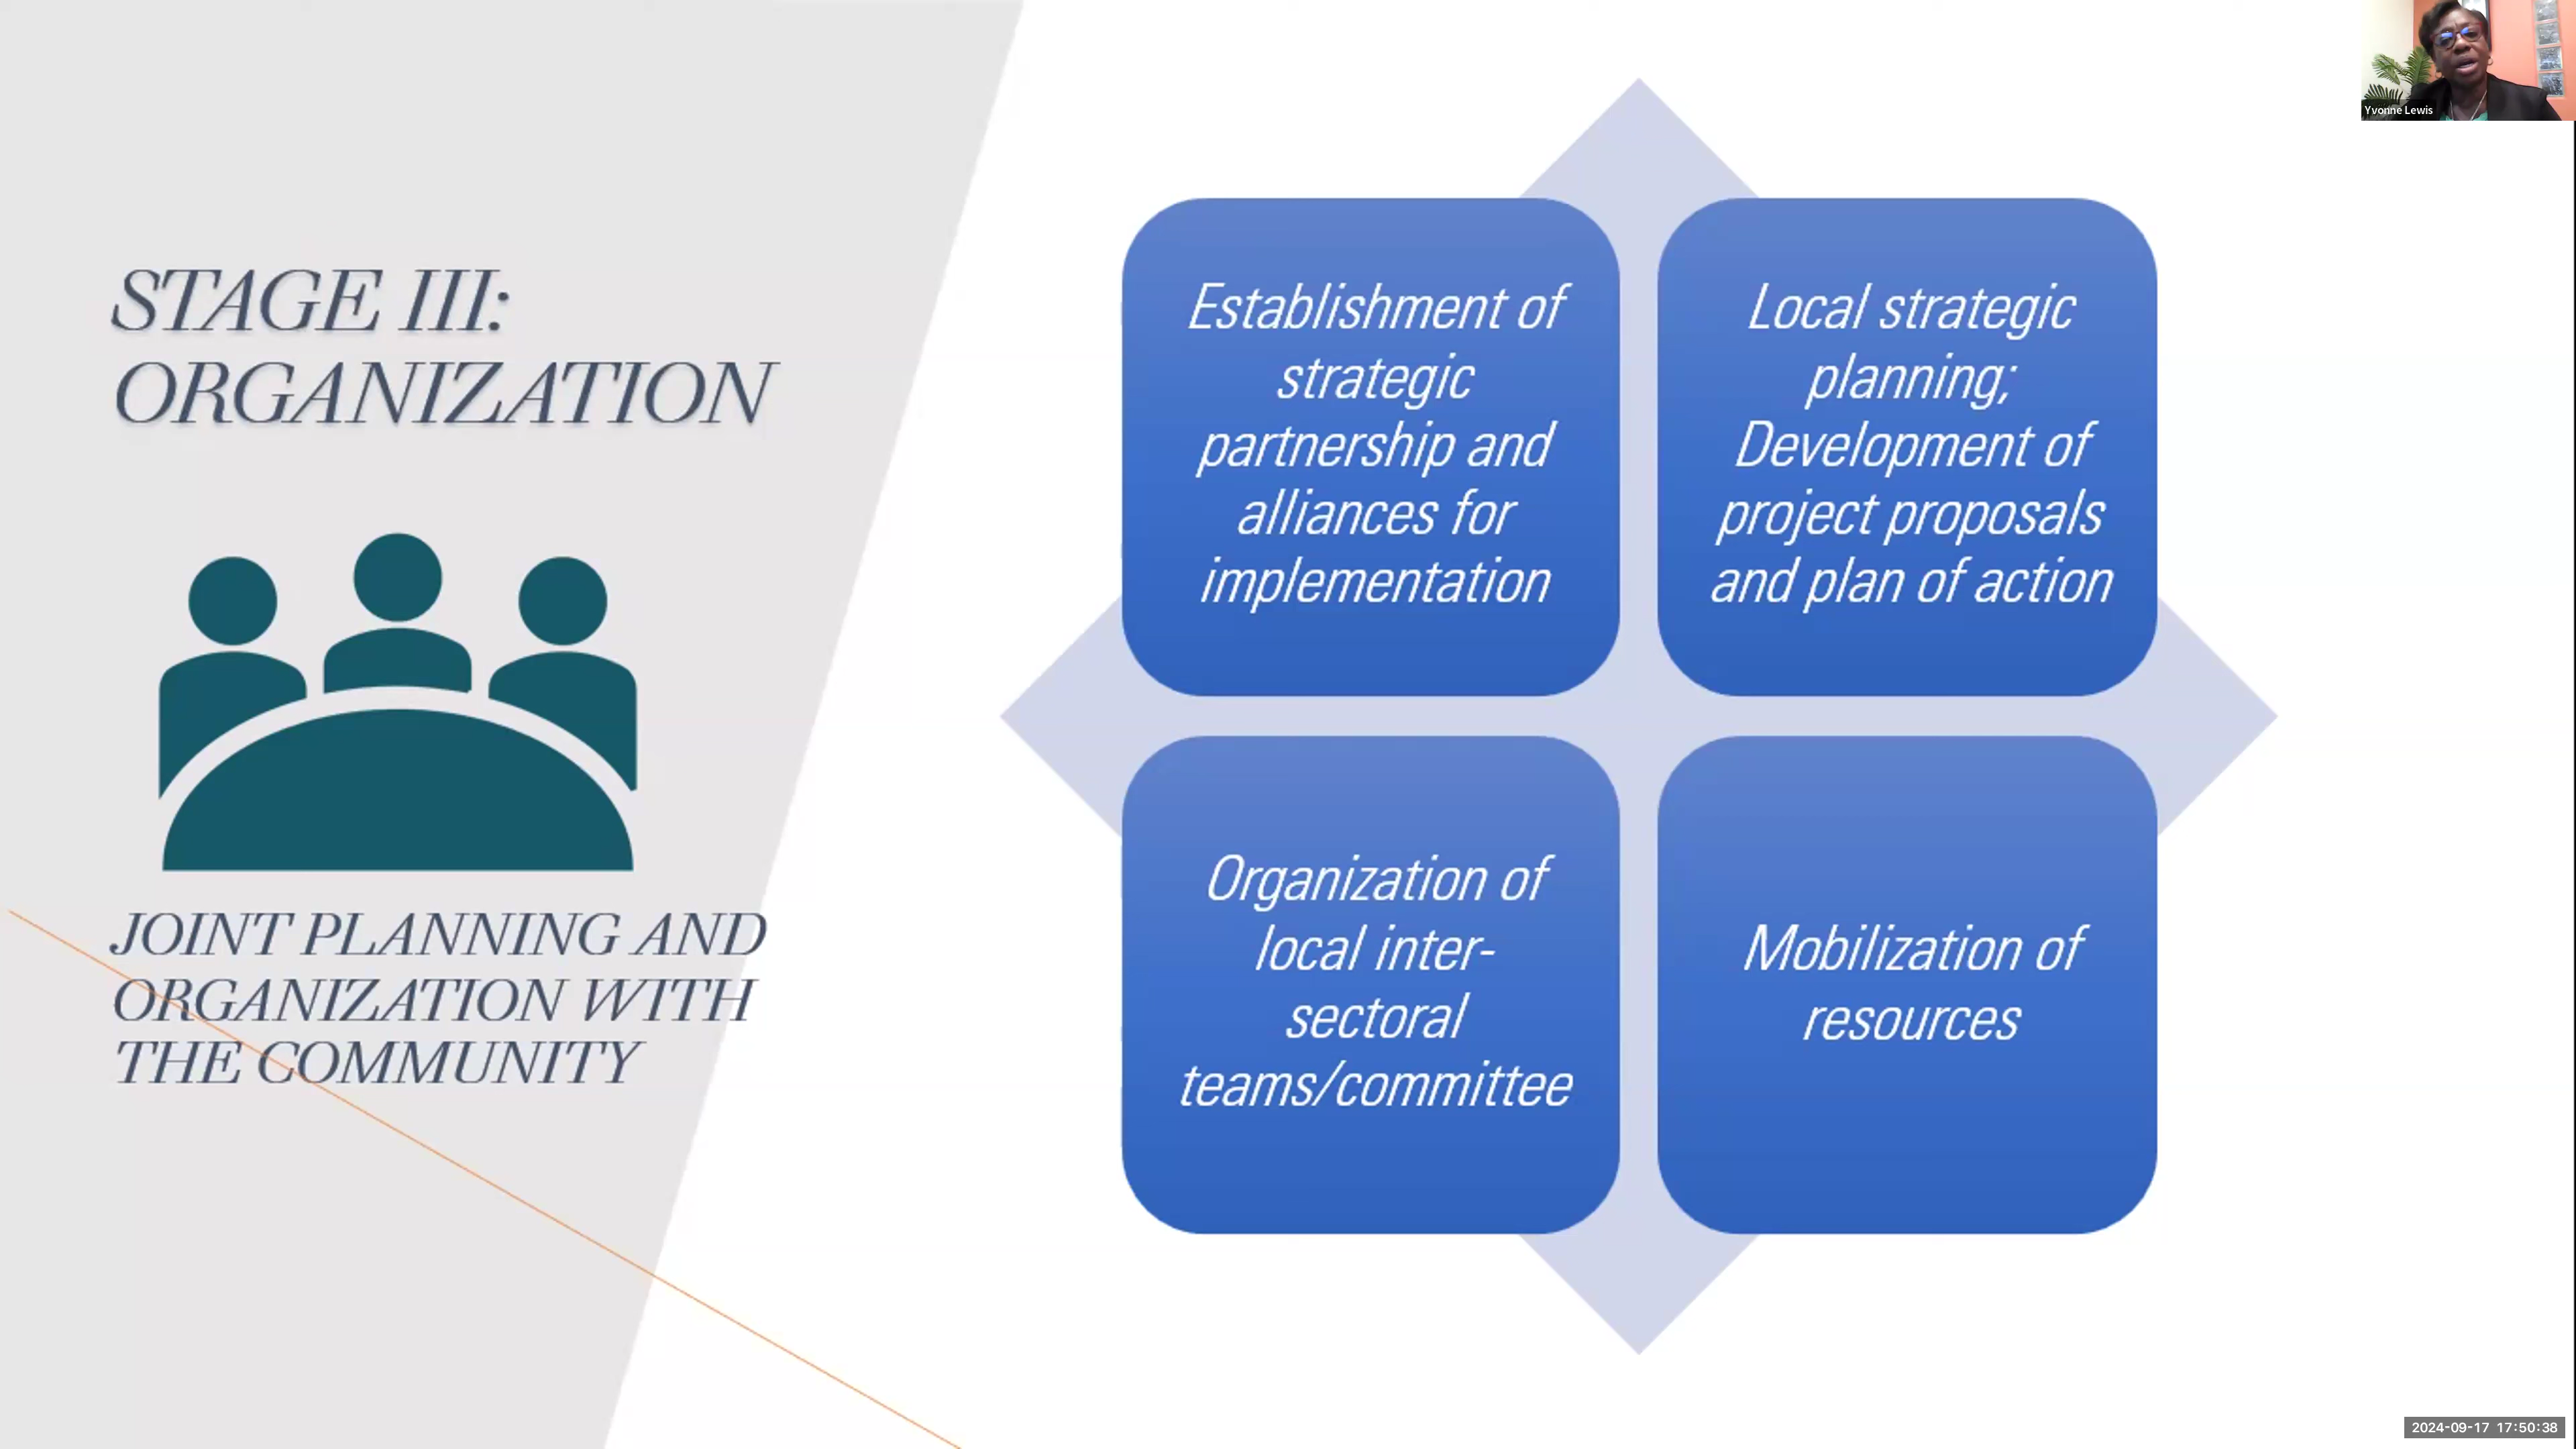 STAGE III:
ORGANIZATION
JOINT PLANNING AND
ORGANIZATION WITH
THE COMMUNITY
Establishment of
strategic
partnership and
alliances for
implementation
Local strategic
planning;
Development of
project proposals
and plan of action
Organization of
local inter-
sectoral
teams/committee
Mobilization of
resources
Yvonne Lewis
2024-09-17 17:50:38